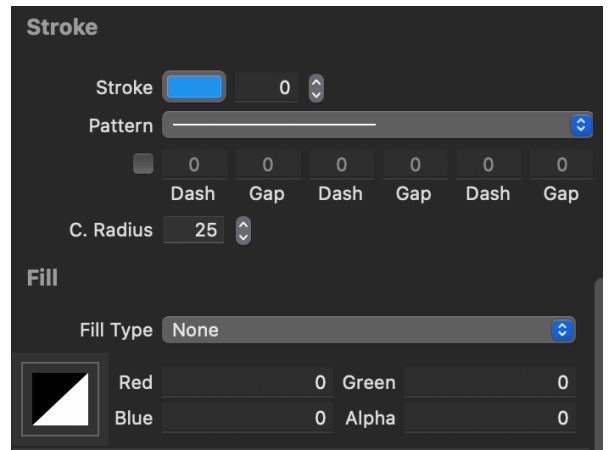 Stroke
Stroke 0
Pattern
0 0 0 0 0 0
Dash Gap Dash Gap Dash Gap
C. Radius 25
Fill
Fill Type None
Red 0 Green 0
Blue 0 Alpha 0